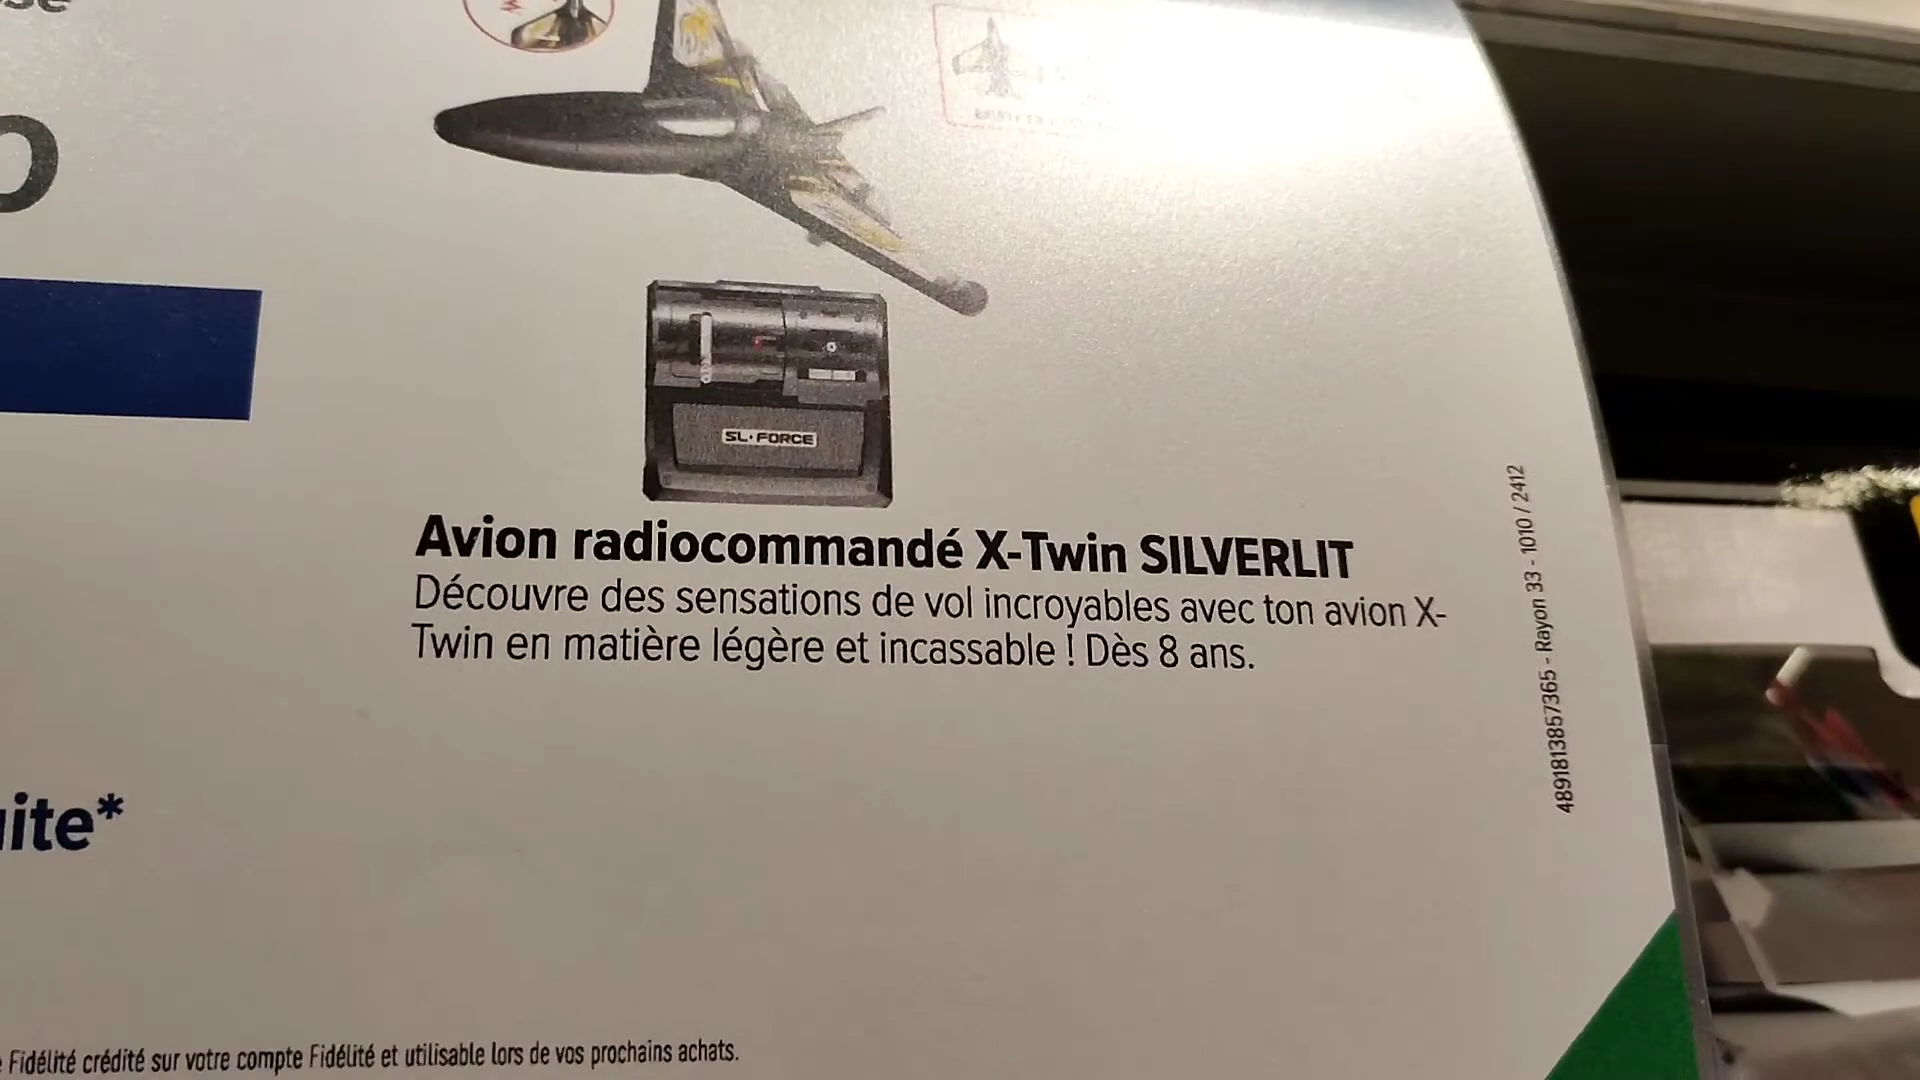 SL·FORCE
Avion radiocommandé X-Twin SILVERLIT
Découvre des sensations de vol incroyables avec ton avion X-
Twin en matière légère et incassable ! Dès 8 ans.
4891813857365 - Rayon 33 - 1010 / 2412
ite*
Fidélité crédité sur votre compte Fidélité et utilisable lors de vos prochains achats.